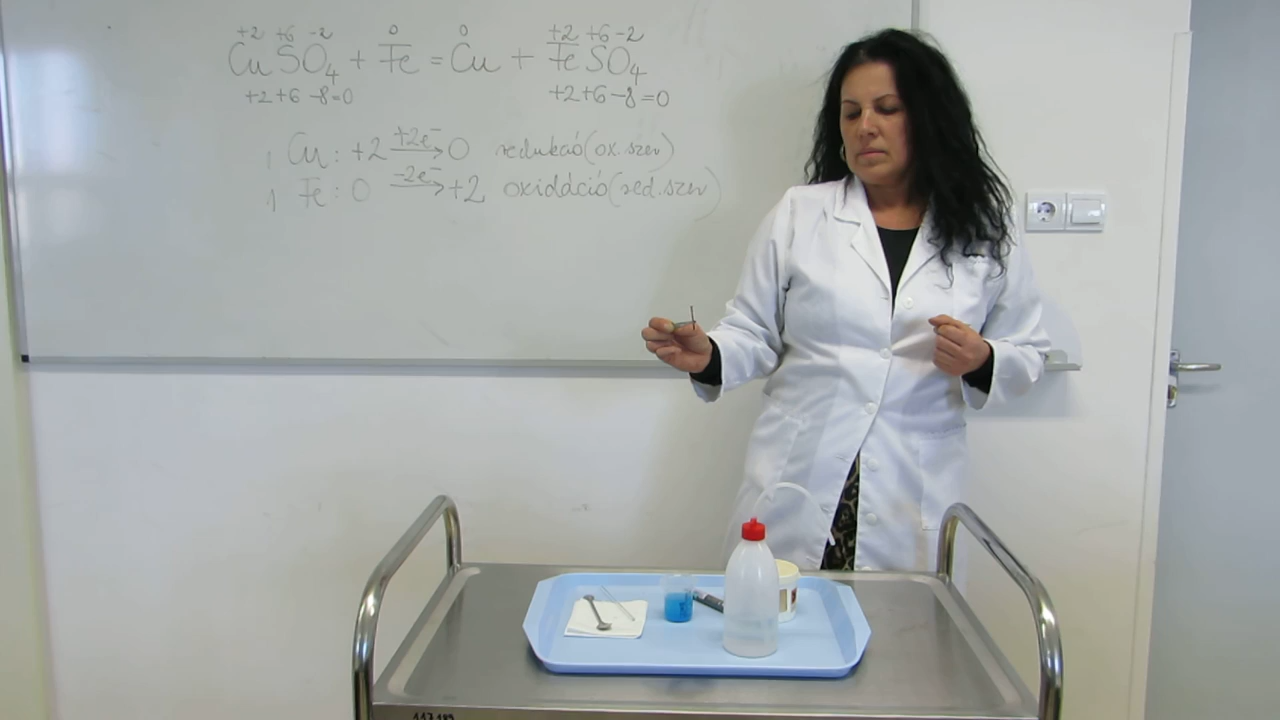 +2 +6 -2 0 0 +2 +6 -2
CuSO₄ + Fe = Cu + FeSO₄
+2+6-8=0 +2+6-8=0
1 Cu: +2 +2e⁻→ 0 redukció(ox.szer)
1 Fe: 0 -2e⁻→ +2 oxidáció(red.szer)
117189